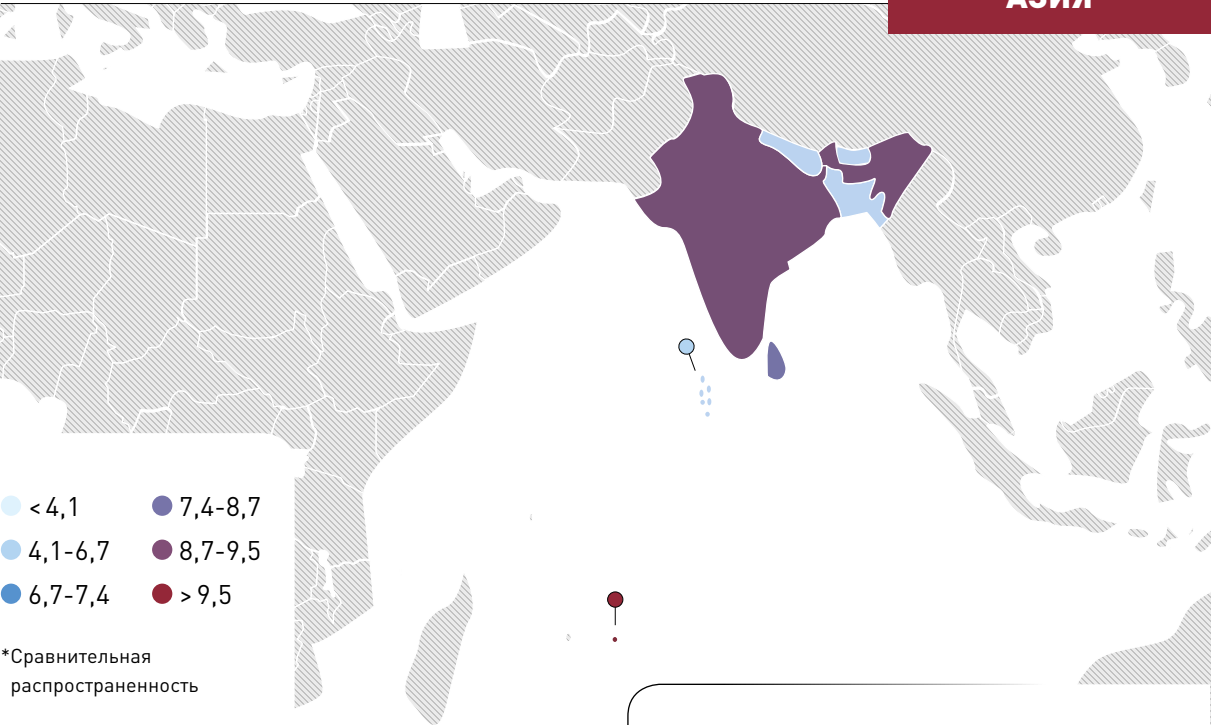 АЗИЯ
< 4,1
7,4-8,7
4,1-6,7
8,7-9,5
6,7-7,4
> 9,5
*Сравнительная
распространенность